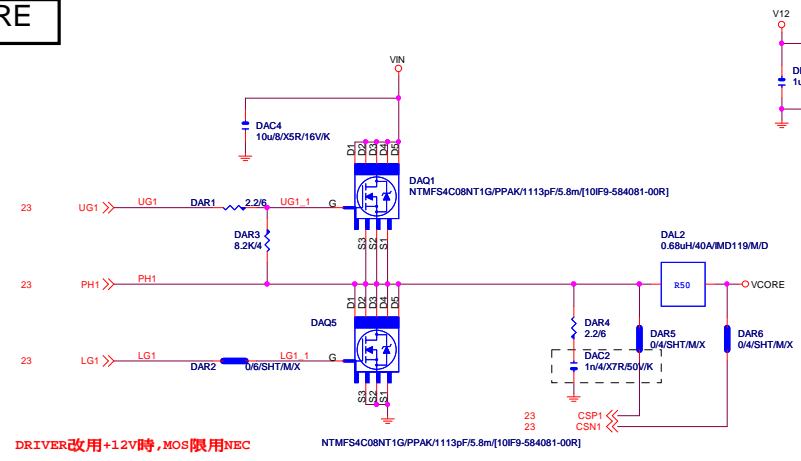 RE
V12
VIN
DAC4
10u/8/X5R/16V/K
D1 D2 D3 D4 D5
DAQ1
NTMFS4C08NT1G/PPAK/1113pF/5.8m/[10IF9-584081-00R]
23 UG1 UG1 DAR1 2.2/6 UG1_1 G
DAR3
8.2K/4
S3 S2 S1
DAL2
0.68uH/40A/IMD119/M/D
23 PH1 PH1
R50
VCORE
D1 D2 D3 D4 D5
DAQ5
DAR4
2.2/6
DAR5
0/4/SHT/M/X
DAR6
0/4/SHT/M/X
23 LG1 LG1 DAR2 0/6/SHT/M/X LG1_1 G
DAC2
1n/4/X7R/50V/K
S3 S2 S1
23 CSP1
23 CSN1
DRIVER改用+12V時,MOS限用NEC
NTMFS4C08NT1G/PPAK/1113pF/5.8m/[10IF9-584081-00R]